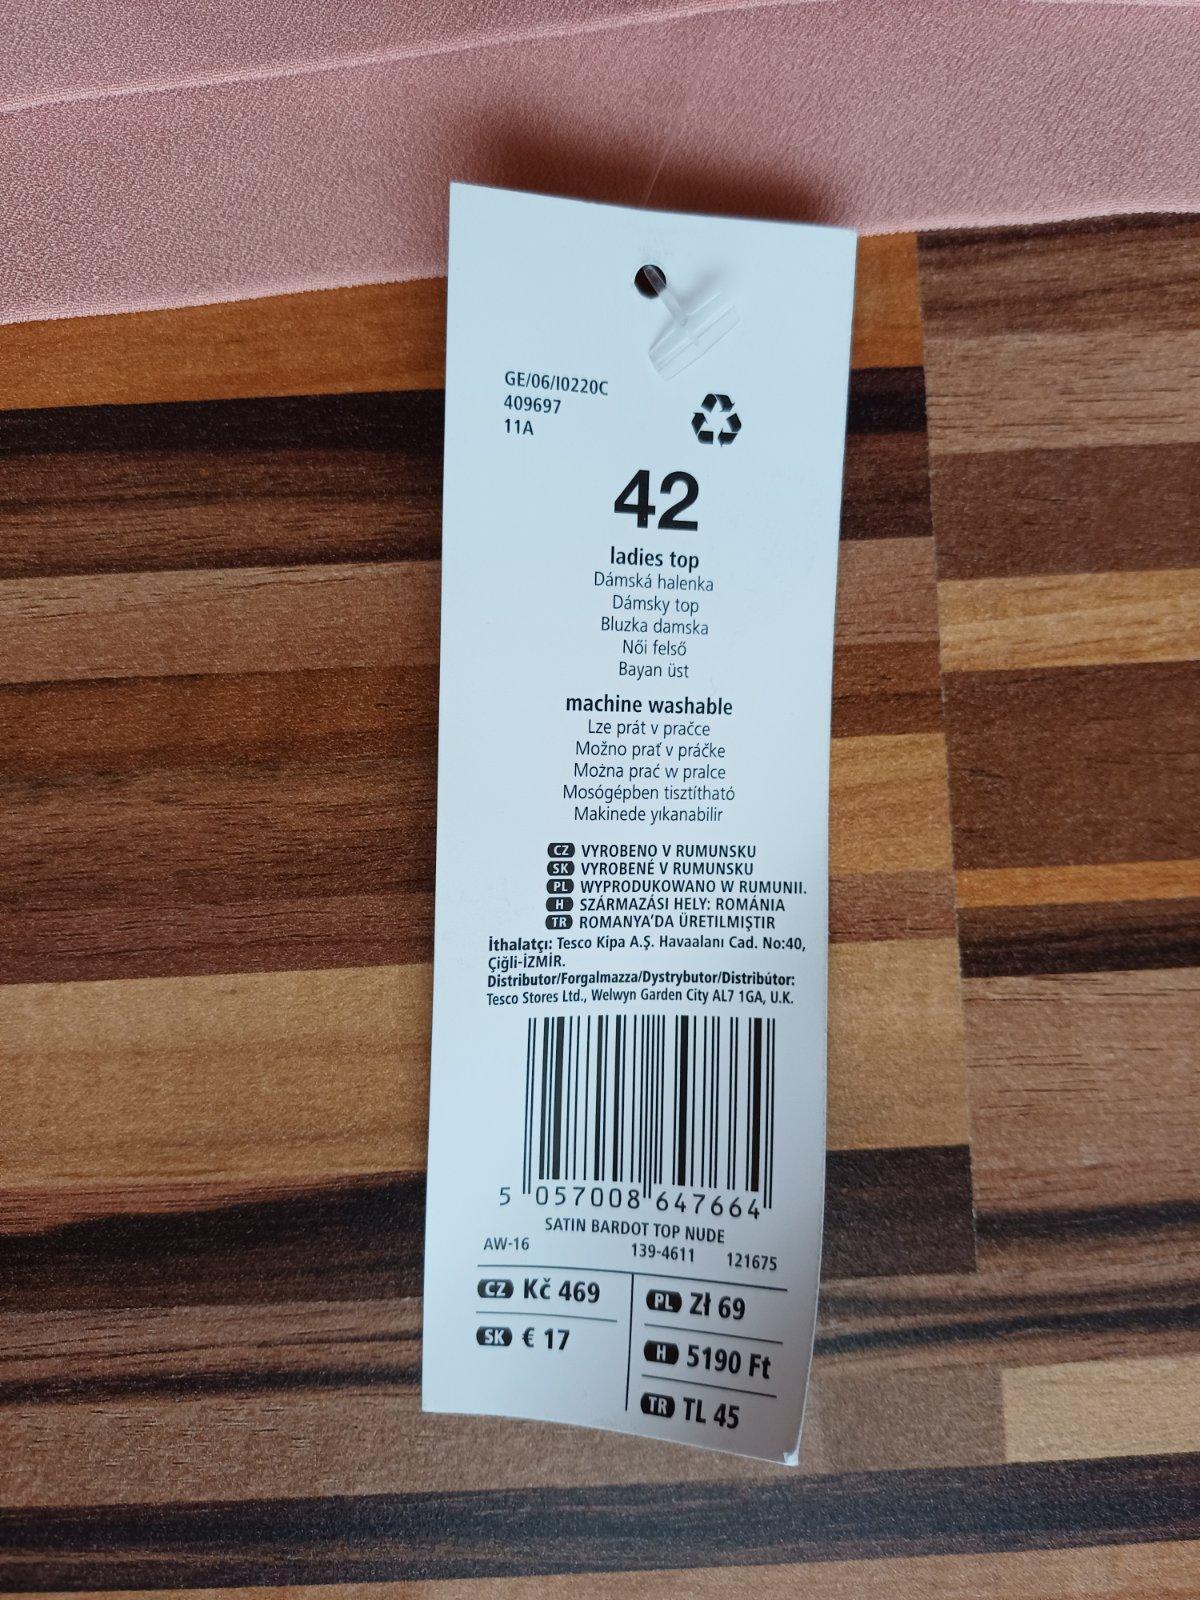 GE/06/I0220C
409697
11A
42
ladies top
Dámská halenka
Dámsky top
Bluzka damska
Női felső
Bayan üst
machine washable
Lze prát v pračce
Možno prať v práčke
Można prać w pralce
Mosógépben tisztítható
Makinede yıkanabilir
CZ VYROBENO V RUMUNSKU
SK VYROBENÉ V RUMUNSKU
PL WYPRODUKOWANO W RUMUNII.
H SZÁRMAZÁSI HELY: ROMÁNIA
TR ROMANYA'DA ÜRETILMIŞTIR
İthalatçı: Tesco Kipa A.Ş. Havaalanı Cad. No:40,
Çiğli-İZMİR.
Distributor/Forgalmazza/Dystrybutor/Distribútor:
Tesco Stores Ltd., Welwyn Garden City AL7 1GA, U.K.
5 057008 647664
SATIN BARDOT TOP NUDE
AW-16 139-4611 121675
CZ Kč 469
SK € 17
PL Zł 69
H 5190 Ft
TR TL 45